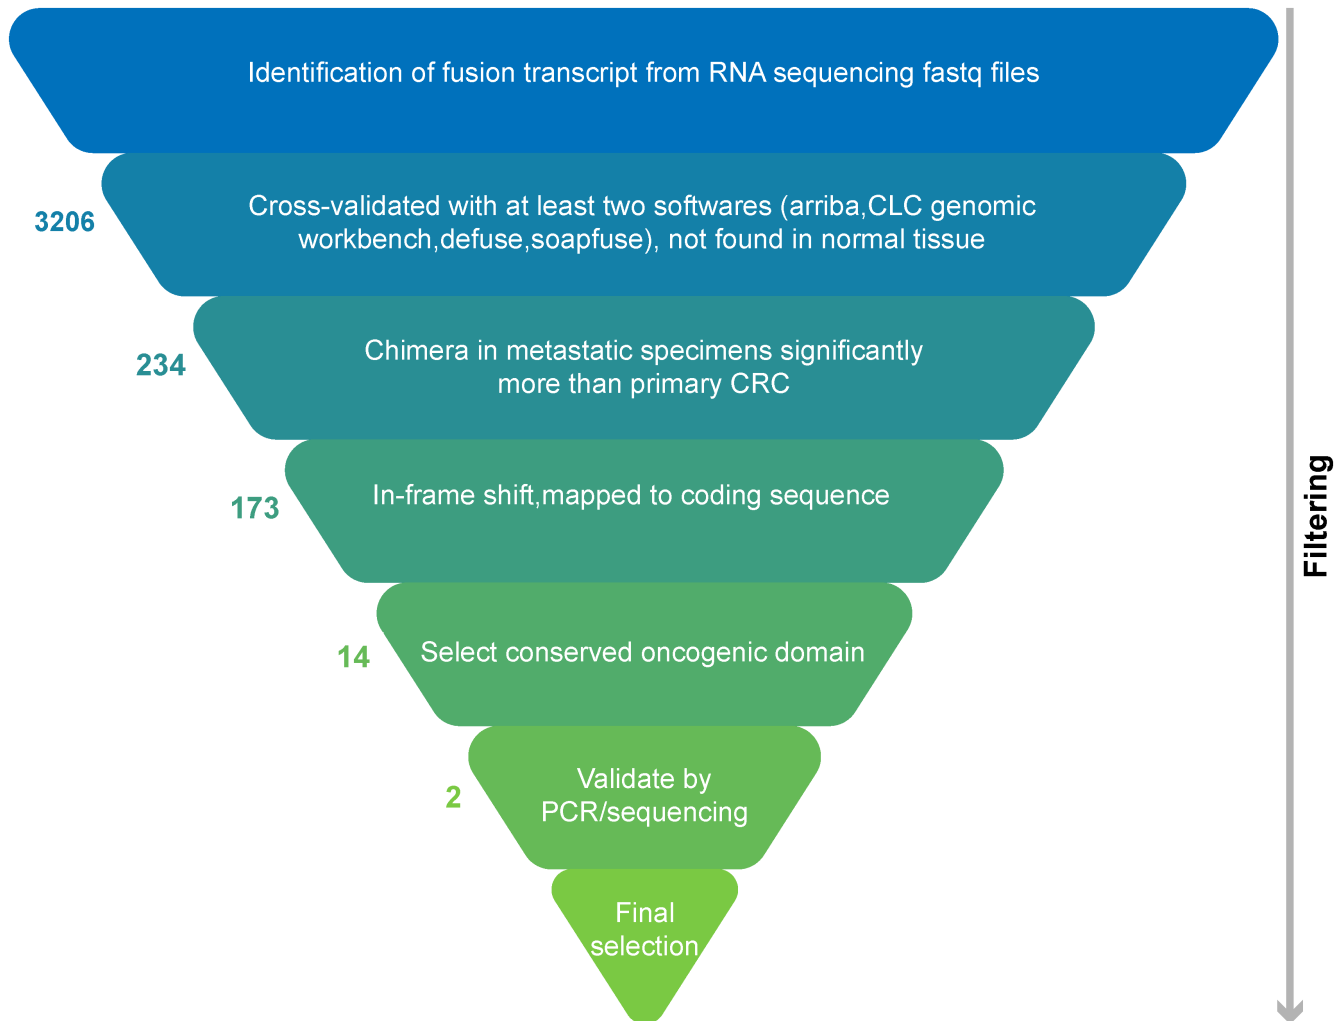 Identification of fusion transcript from RNA sequencing fastq files
3206
Cross-validated with at least two softwares (arriba,CLC genomic
workbench,defuse,soapfuse), not found in normal tissue
234
Chimera in metastatic specimens significantly
more than primary CRC
173
In-frame shift,mapped to coding sequence
14
Select conserved oncogenic domain
2
Validate by
PCR/sequencing
Final
selection
Filtering